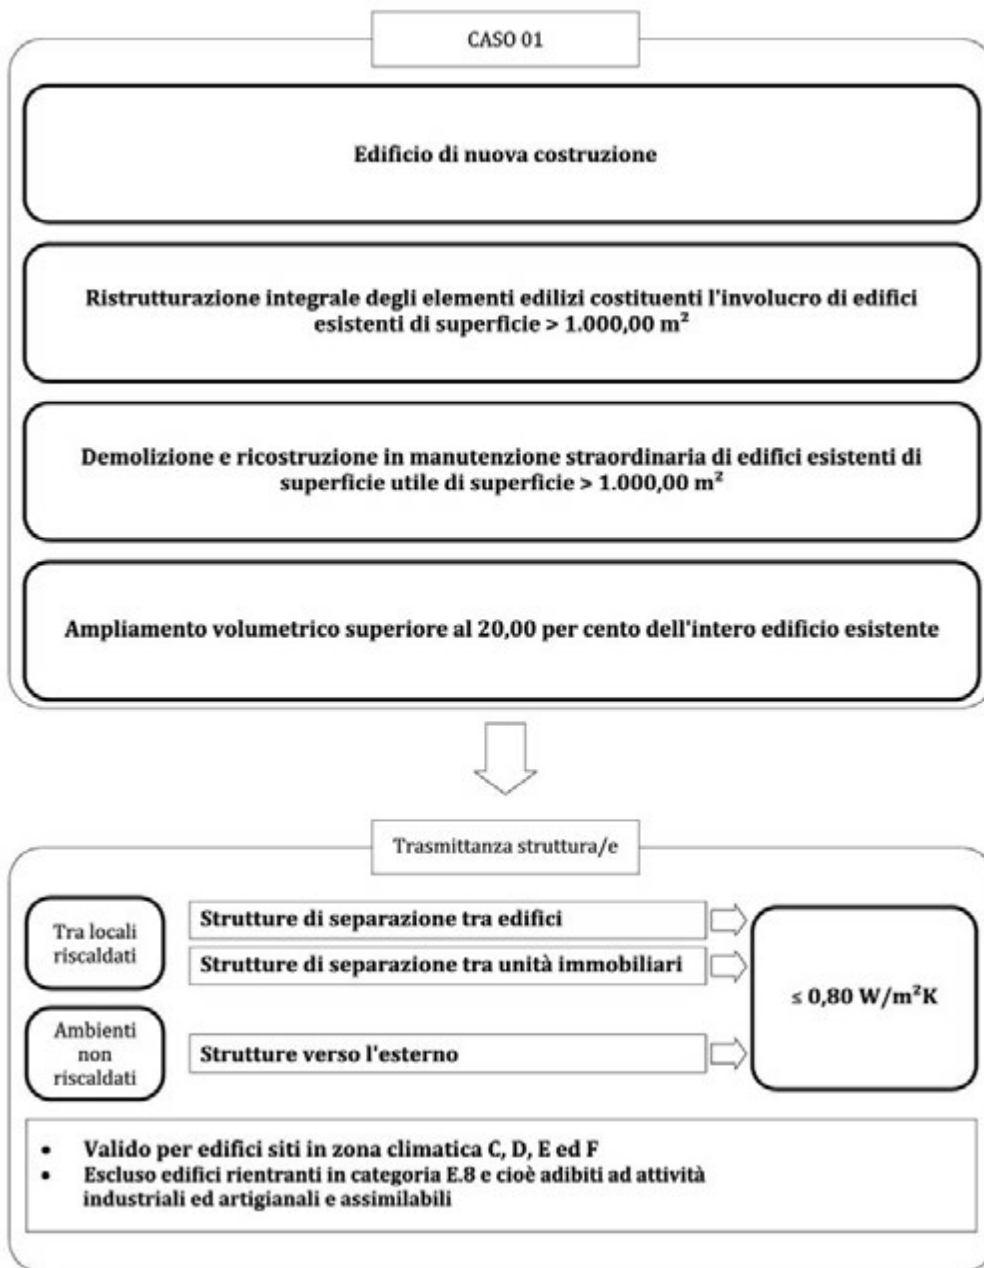 CASO 01
Edificio di nuova costruzione
Ristrutturazione integrale degli elementi edilizi costituenti l'involucro di edifici
esistenti di superficie > 1.000,00 m²
Demolizione e ricostruzione in manutenzione straordinaria di edifici esistenti di
superficie utile di superficie > 1.000,00 m²
Ampliamento volumetrico superiore al 20,00 per cento dell'intero edificio esistente
Trasmittanza struttura/e
Tra locali
riscaldati
Strutture di separazione tra edifici
Strutture di separazione tra unità immobiliari
Ambienti
non
riscaldati
Strutture verso l'esterno
≤ 0,80 W/m²K
• Valido per edifici siti in zona climatica C, D, E ed F
• Escluso edifici rientranti in categoria E.8 e cioè adibiti ad attività
industriali ed artigianali e assimilabili